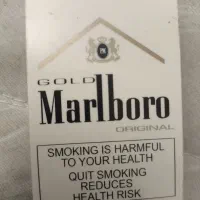 GOLD
Marlboro
ORIGINAL
SMOKING IS HARMFUL
TO YOUR HEALTH
QUIT SMOKING
REDUCES
HEALTH RISK